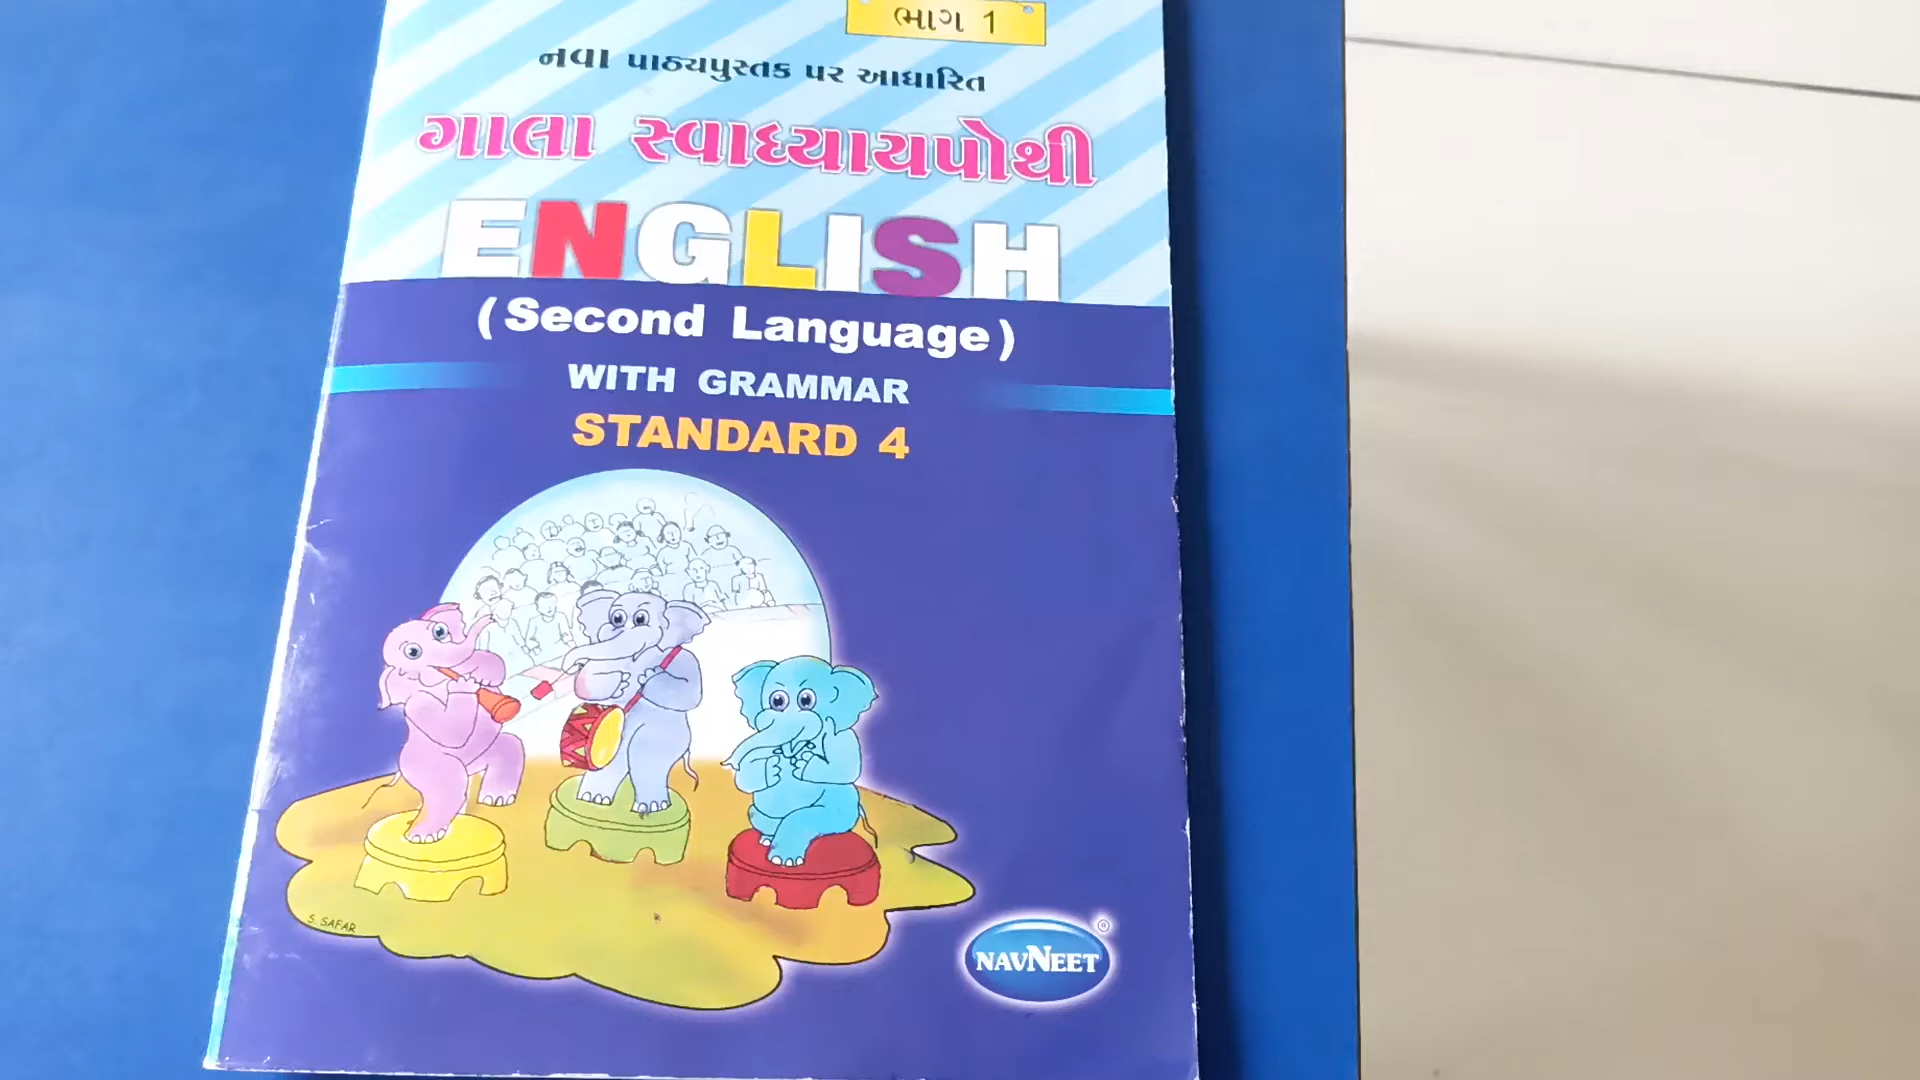 ભાગ 1
નવા પાઠ્યપુસ્તક પર આધારિત
ગાલા સ્વાધ્યાયપોથી
ENGLISH
(Second Language)
WITH GRAMMAR
STANDARD 4
S. SAFAR
NAVNEET ®